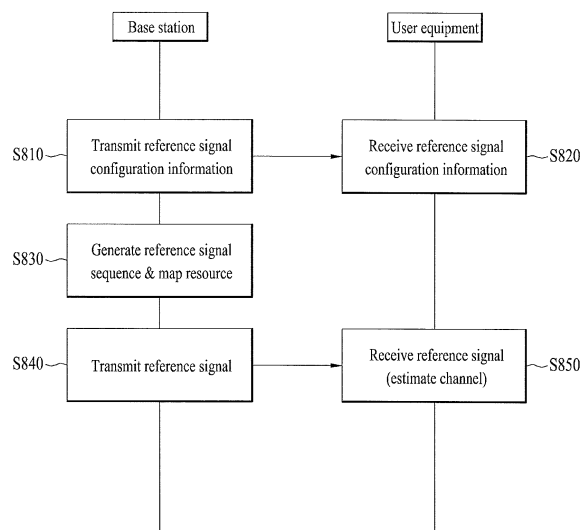 Base station
User equipment
S810
Transmit reference signal
configuration information
Receive reference signal
configuration information
S820
S830
Generate reference signal
sequence & map resource
S840
Transmit reference signal
Receive reference signal
(estimate channel)
S850